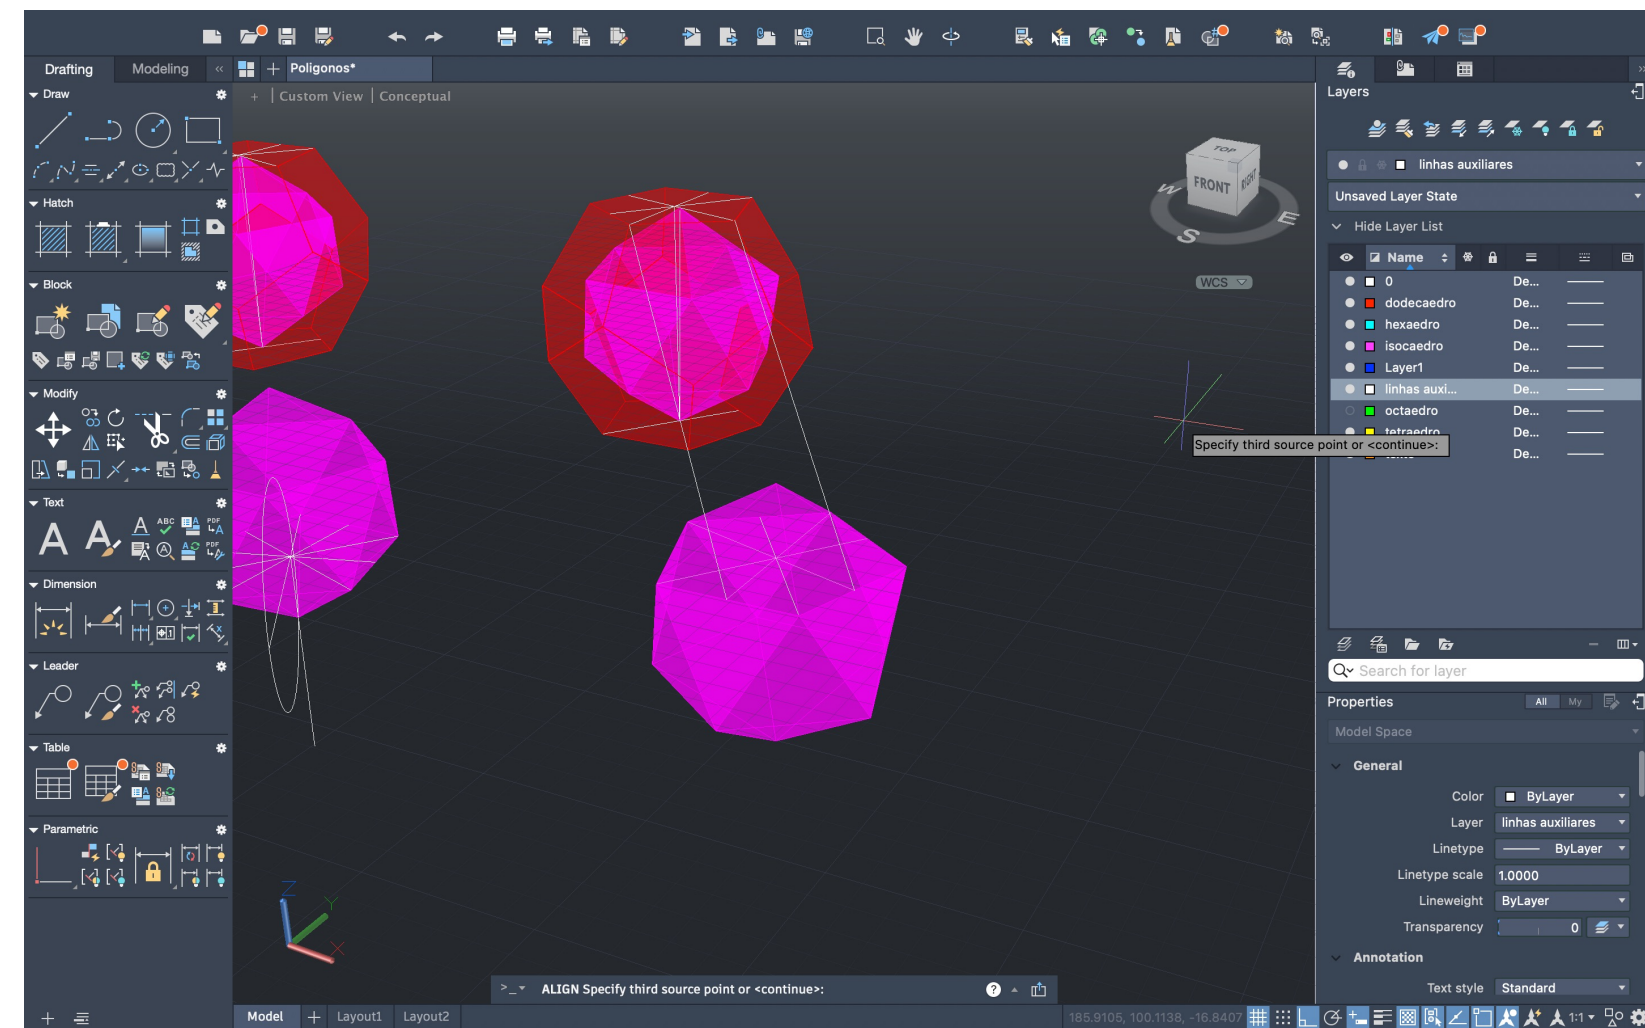 Drafting
Modeling
Poligonos*
Draw
+ | Custom View | Conceptual
Hatch
Block
Modify
Text
ABC
PDF
PDF
Dimension
Leader
Table
Parametric
TOP
FRONT
RIGHT
W
S
E
WCS
Specify third source point or <continue>:
Z
Y
X
>_ ALIGN Specify third source point or <continue>:
Model
Layout1
Layout2
185.9105, 100.1138, -16.8407
1:1
Layers
linhas auxiliares
Unsaved Layer State
Hide Layer List
Name
0 De...
dodecaedro De...
hexaedro De...
isocaedro De...
Layer1 De...
linhas auxi... De...
octaedro De...
tetraedro De...
De...
Search for layer
Properties
All
My
Model Space
General
Color ByLayer
Layer linhas auxiliares
Linetype ByLayer
Linetype scale 1.0000
Lineweight ByLayer
Transparency 0
Annotation
Text style Standard